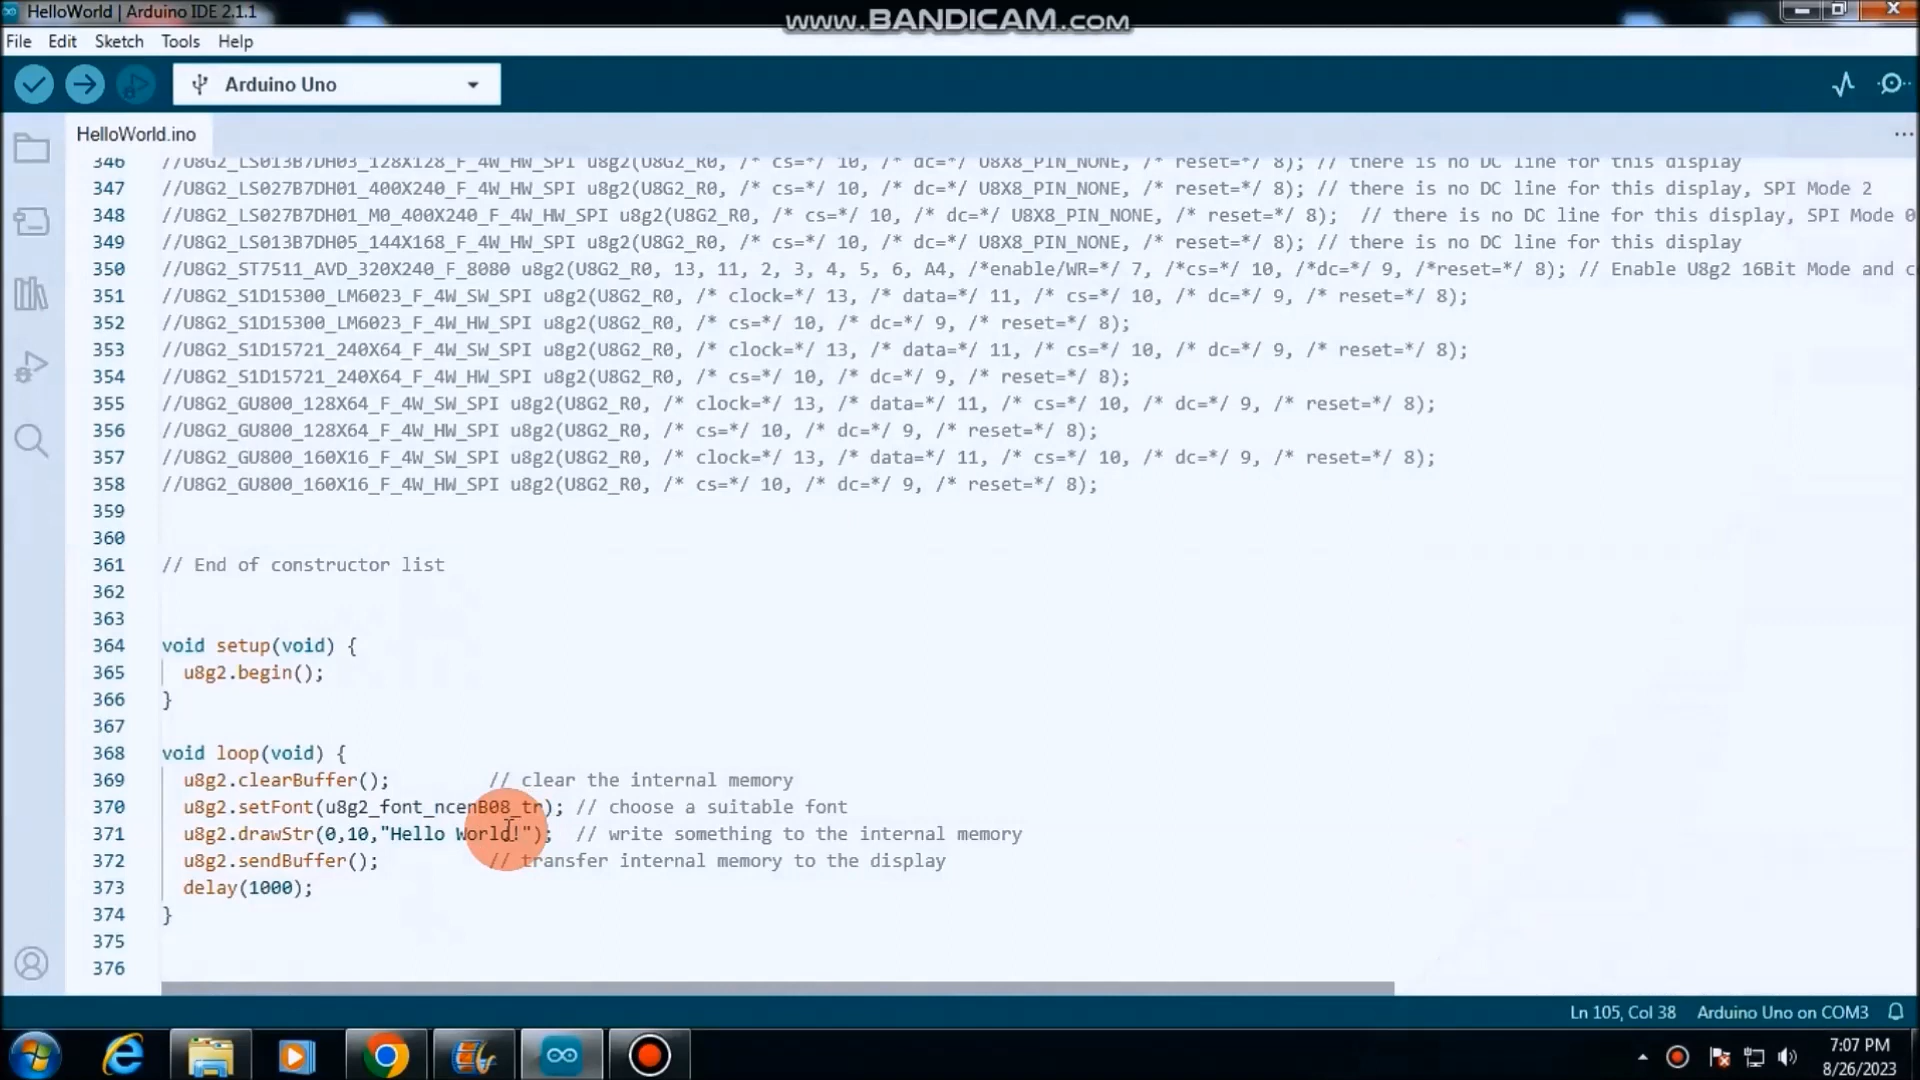 HelloWorld | Arduino IDE 2.1.1
www.BANDICAM.com
File Edit Sketch Tools Help
Arduino Uno
HelloWorld.ino
346 //U8G2_LS013B7DH03_128X128_F_4W_HW_SPI u8g2(U8G2_R0, /* cs=*/ 10, /* dc=*/ U8X8_PIN_NONE, /* reset=*/ 8); // there is no DC line for this display
347 //U8G2_LS027B7DH01_400X240_F_4W_HW_SPI u8g2(U8G2_R0, /* cs=*/ 10, /* dc=*/ U8X8_PIN_NONE, /* reset=*/ 8); // there is no DC line for this display, SPI Mode 2
348 //U8G2_LS027B7DH01_M0_400X240_F_4W_HW_SPI u8g2(U8G2_R0, /* cs=*/ 10, /* dc=*/ U8X8_PIN_NONE, /* reset=*/ 8);  // there is no DC line for this display, SPI Mode 0
349 //U8G2_LS013B7DH05_144X168_F_4W_HW_SPI u8g2(U8G2_R0, /* cs=*/ 10, /* dc=*/ U8X8_PIN_NONE, /* reset=*/ 8); // there is no DC line for this display
350 //U8G2_ST7511_AVD_320X240_F_8080 u8g2(U8G2_R0, 13, 11, 2, 3, 4, 5, 6, A4, /*enable/WR=*/ 7, /*cs=*/ 10, /*dc=*/ 9, /*reset=*/ 8); // Enable U8g2 16Bit Mode and c
351 //U8G2_S1D15300_LM6023_F_4W_SW_SPI u8g2(U8G2_R0, /* clock=*/ 13, /* data=*/ 11, /* cs=*/ 10, /* dc=*/ 9, /* reset=*/ 8);
352 //U8G2_S1D15300_LM6023_F_4W_HW_SPI u8g2(U8G2_R0, /* cs=*/ 10, /* dc=*/ 9, /* reset=*/ 8);
353 //U8G2_S1D15721_240X64_F_4W_SW_SPI u8g2(U8G2_R0, /* clock=*/ 13, /* data=*/ 11, /* cs=*/ 10, /* dc=*/ 9, /* reset=*/ 8);
354 //U8G2_S1D15721_240X64_F_4W_HW_SPI u8g2(U8G2_R0, /* cs=*/ 10, /* dc=*/ 9, /* reset=*/ 8);
355 //U8G2_GU800_128X64_F_4W_SW_SPI u8g2(U8G2_R0, /* clock=*/ 13, /* data=*/ 11, /* cs=*/ 10, /* dc=*/ 9, /* reset=*/ 8);
356 //U8G2_GU800_128X64_F_4W_HW_SPI u8g2(U8G2_R0, /* cs=*/ 10, /* dc=*/ 9, /* reset=*/ 8);
357 //U8G2_GU800_160X16_F_4W_SW_SPI u8g2(U8G2_R0, /* clock=*/ 13, /* data=*/ 11, /* cs=*/ 10, /* dc=*/ 9, /* reset=*/ 8);
358 //U8G2_GU800_160X16_F_4W_HW_SPI u8g2(U8G2_R0, /* cs=*/ 10, /* dc=*/ 9, /* reset=*/ 8);
359
360
361 // End of constructor list
362
363
364 void setup(void) {
365 u8g2.begin();
366 }
367
368 void loop(void) {
369 u8g2.clearBuffer(); // clear the internal memory
370 u8g2.setFont(u8g2_font_ncenB08_tr); // choose a suitable font
371 u8g2.drawStr(0,10,"Hello World!"); // write something to the internal memory
372 u8g2.sendBuffer(); // transfer internal memory to the display
373 delay(1000);
374 }
375
376
Ln 105, Col 38 Arduino Uno on COM3
7:07 PM
8/26/2023